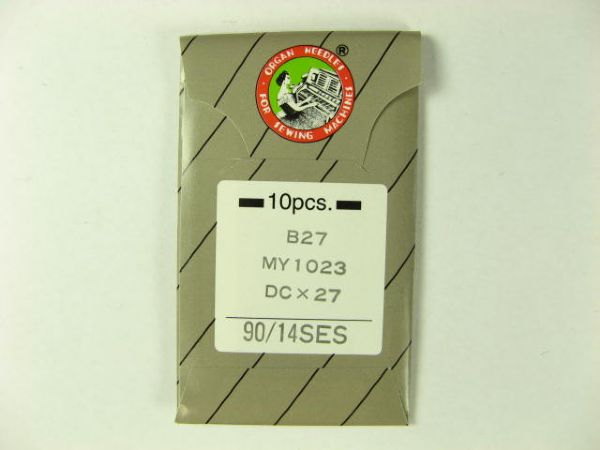 ORGAN NEEDLES ®
FOR SEWING MACHINES
10pcs.
B27
MY1023
DC×27
90/14SES